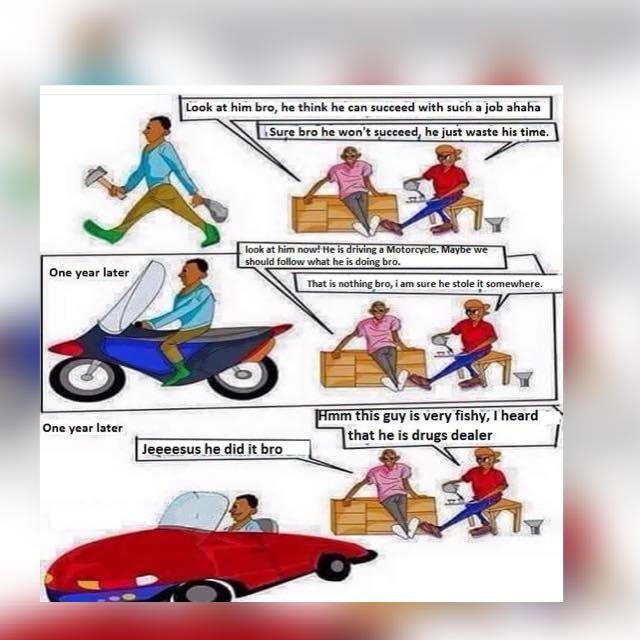 Look at him bro, he think he can succeed with such a job ahaha
Sure bro he won't succeed, he just waste his time.
One year later
look at him now! He is driving a Motorcycle. Maybe we
should follow what he is doing bro.
That is nothing bro, i am sure he stole it somewhere.
One year later
Hmm this guy is very fishy, I heard
that he is drugs dealer
Jeeeesus he did it bro